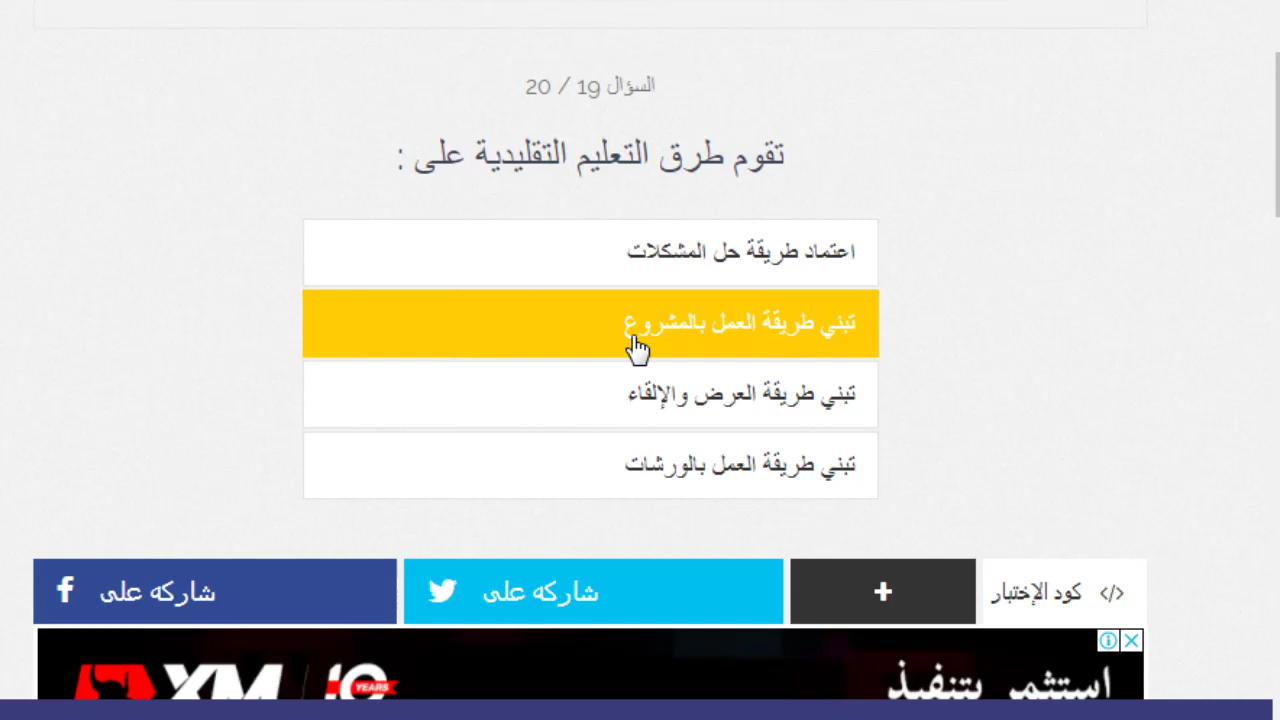 السؤال 19 / 20
تقوم طرق التعليم التقليدية على :
اعتماد طريقة حل المشكلات
تبني طريقة العمل بالمشروع
تبني طريقة العرض والإلقاء
تبني طريقة العمل بالورشات
شاركه على
شاركه على
+
كود الإختبار </>
XM
10 YEARS
استثمر بتنفيذ